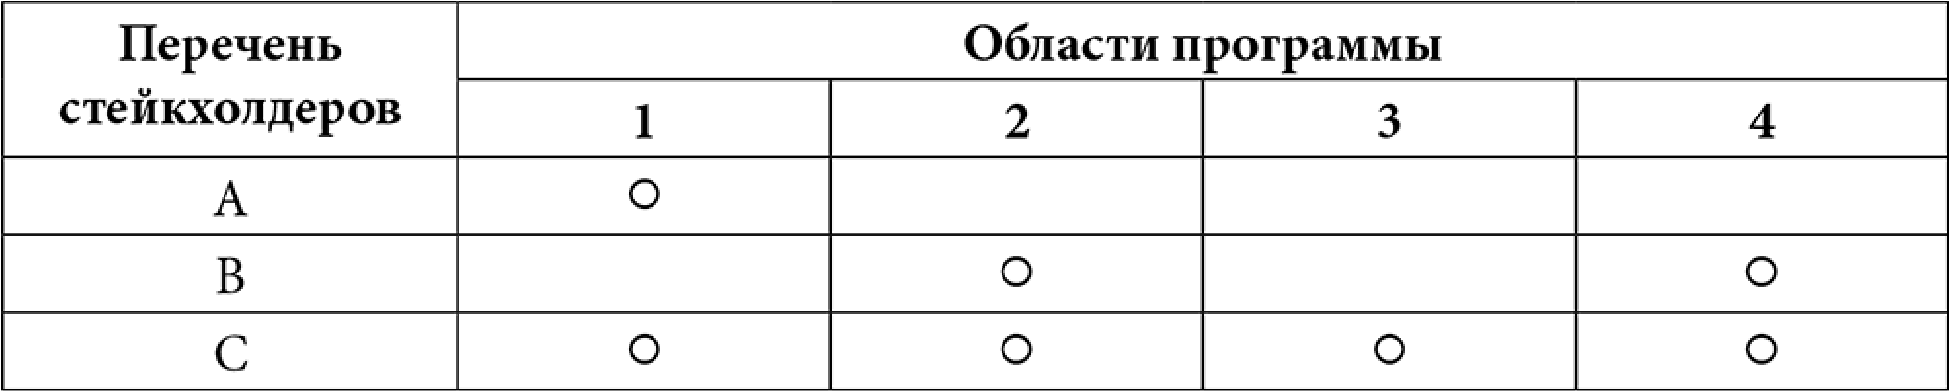 Перечень
стейкхолдеров
Области программы
1 2 3 4
A ○
B ○ ○
C ○ ○ ○ ○